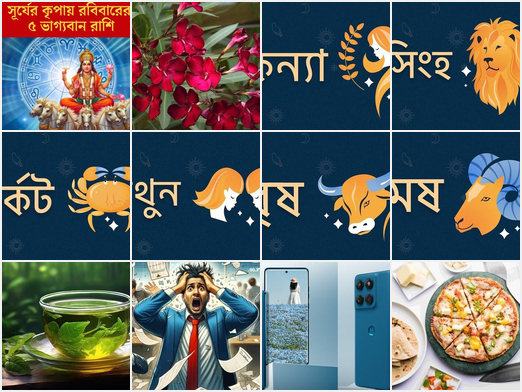 সূর্যের কৃপায় রবিবারের
৫ ভাগ্যবান রাশি
কন্যা
সিংহ
র্কট
থুন
বৃষ
মষ